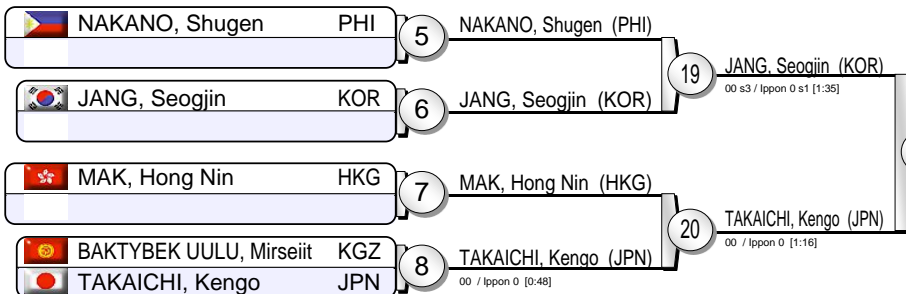 NAKANO, Shugen PHI
5
NAKANO, Shugen (PHI)
JANG, Seogjin KOR
6
JANG, Seogjin (KOR)
19
JANG, Seogjin (KOR)
00 s3 / Ippon 0 s1 [1:35]
MAK, Hong Nin HKG
7
MAK, Hong Nin (HKG)
BAKTYBEK UULU, Mirseiit KGZ
TAKAICHI, Kengo JPN
8
TAKAICHI, Kengo (JPN)
00 / Ippon 0 [0:48]
20
TAKAICHI, Kengo (JPN)
00 / Ippon 0 [1:16]